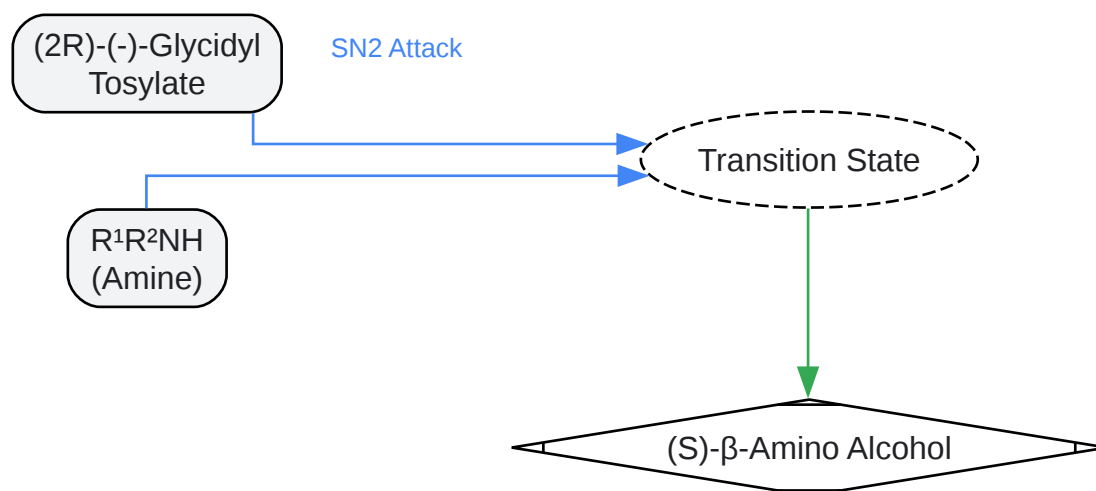 (2R)-(-)-Glycidyl
Tosylate
SN2 Attack
Transition State
R¹R²NH
(Amine)
(S)-β-Amino Alcohol